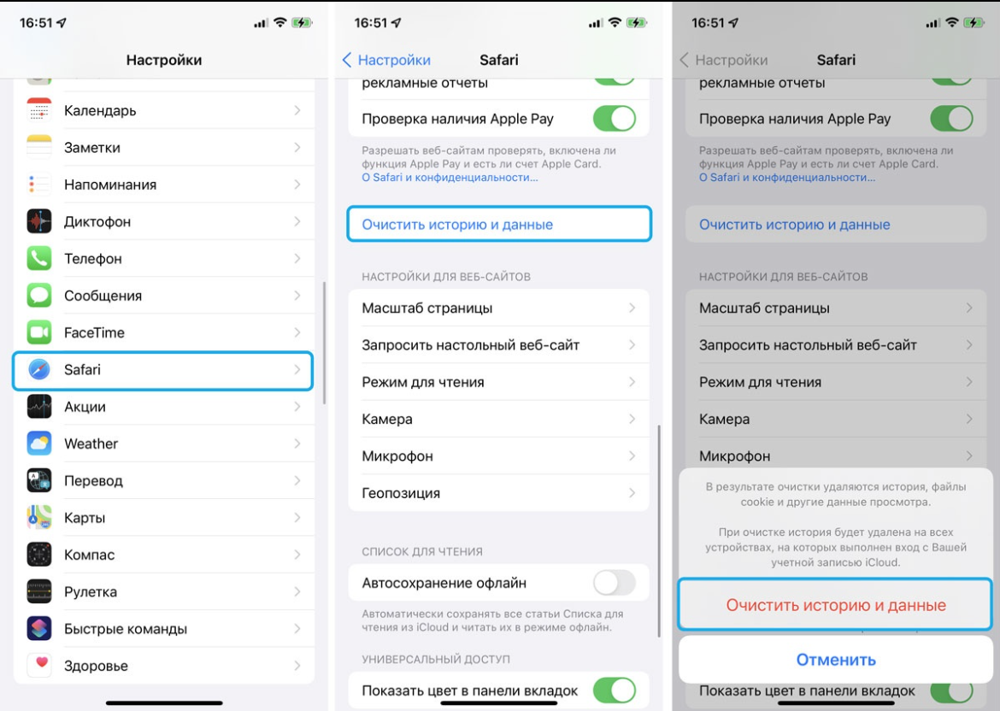 16:51
Настройки
Календарь
Заметки
Напоминания
Диктофон
Телефон
Сообщения
FaceTime
Safari
Акции
Weather
Перевод
Карты
Компас
Рулетка
Быстрые команды
Здоровье
16:51
Настройки
Safari
рекламные отчеты
Проверка наличия Apple Pay
Разрешать веб-сайтам проверять, включена ли
функция Apple Pay и есть ли счет Apple Card.
О Safari и конфиденциальности...
Очистить историю и данные
НАСТРОЙКИ ДЛЯ ВЕБ-САЙТОВ
Масштаб страницы
Запросить настольный веб-сайт
Режим для чтения
Камера
Микрофон
Геопозиция
СПИСОК ДЛЯ ЧТЕНИЯ
Автосохранение офлайн
Автоматически сохранять все статьи Списка для
чтения из iCloud и читать их в режиме офлайн.
УНИВЕРСАЛЬНЫЙ ДОСТУП
Показать цвет в панели вкладок
16:51
Настройки
Safari
рекламные отчеты
Проверка наличия Apple Pay
Разрешать веб-сайтам проверять, включена ли
функция Apple Pay и есть ли счет Apple Card.
О Safari и конфиденциальности...
Очистить историю и данные
НАСТРОЙКИ ДЛЯ ВЕБ-САЙТОВ
Масштаб страницы
Запросить настольный веб-сайт
Режим для чтения
Камера
Микрофон
В результате очистки удаляются история, файлы
cookie и другие данные просмотра.
При очистке история будет удалена на всех
устройствах, на которых выполнен вход с Вашей
учетной записью iCloud.
Очистить историю и данные
Отменить
Показать цвет в панели вкладок